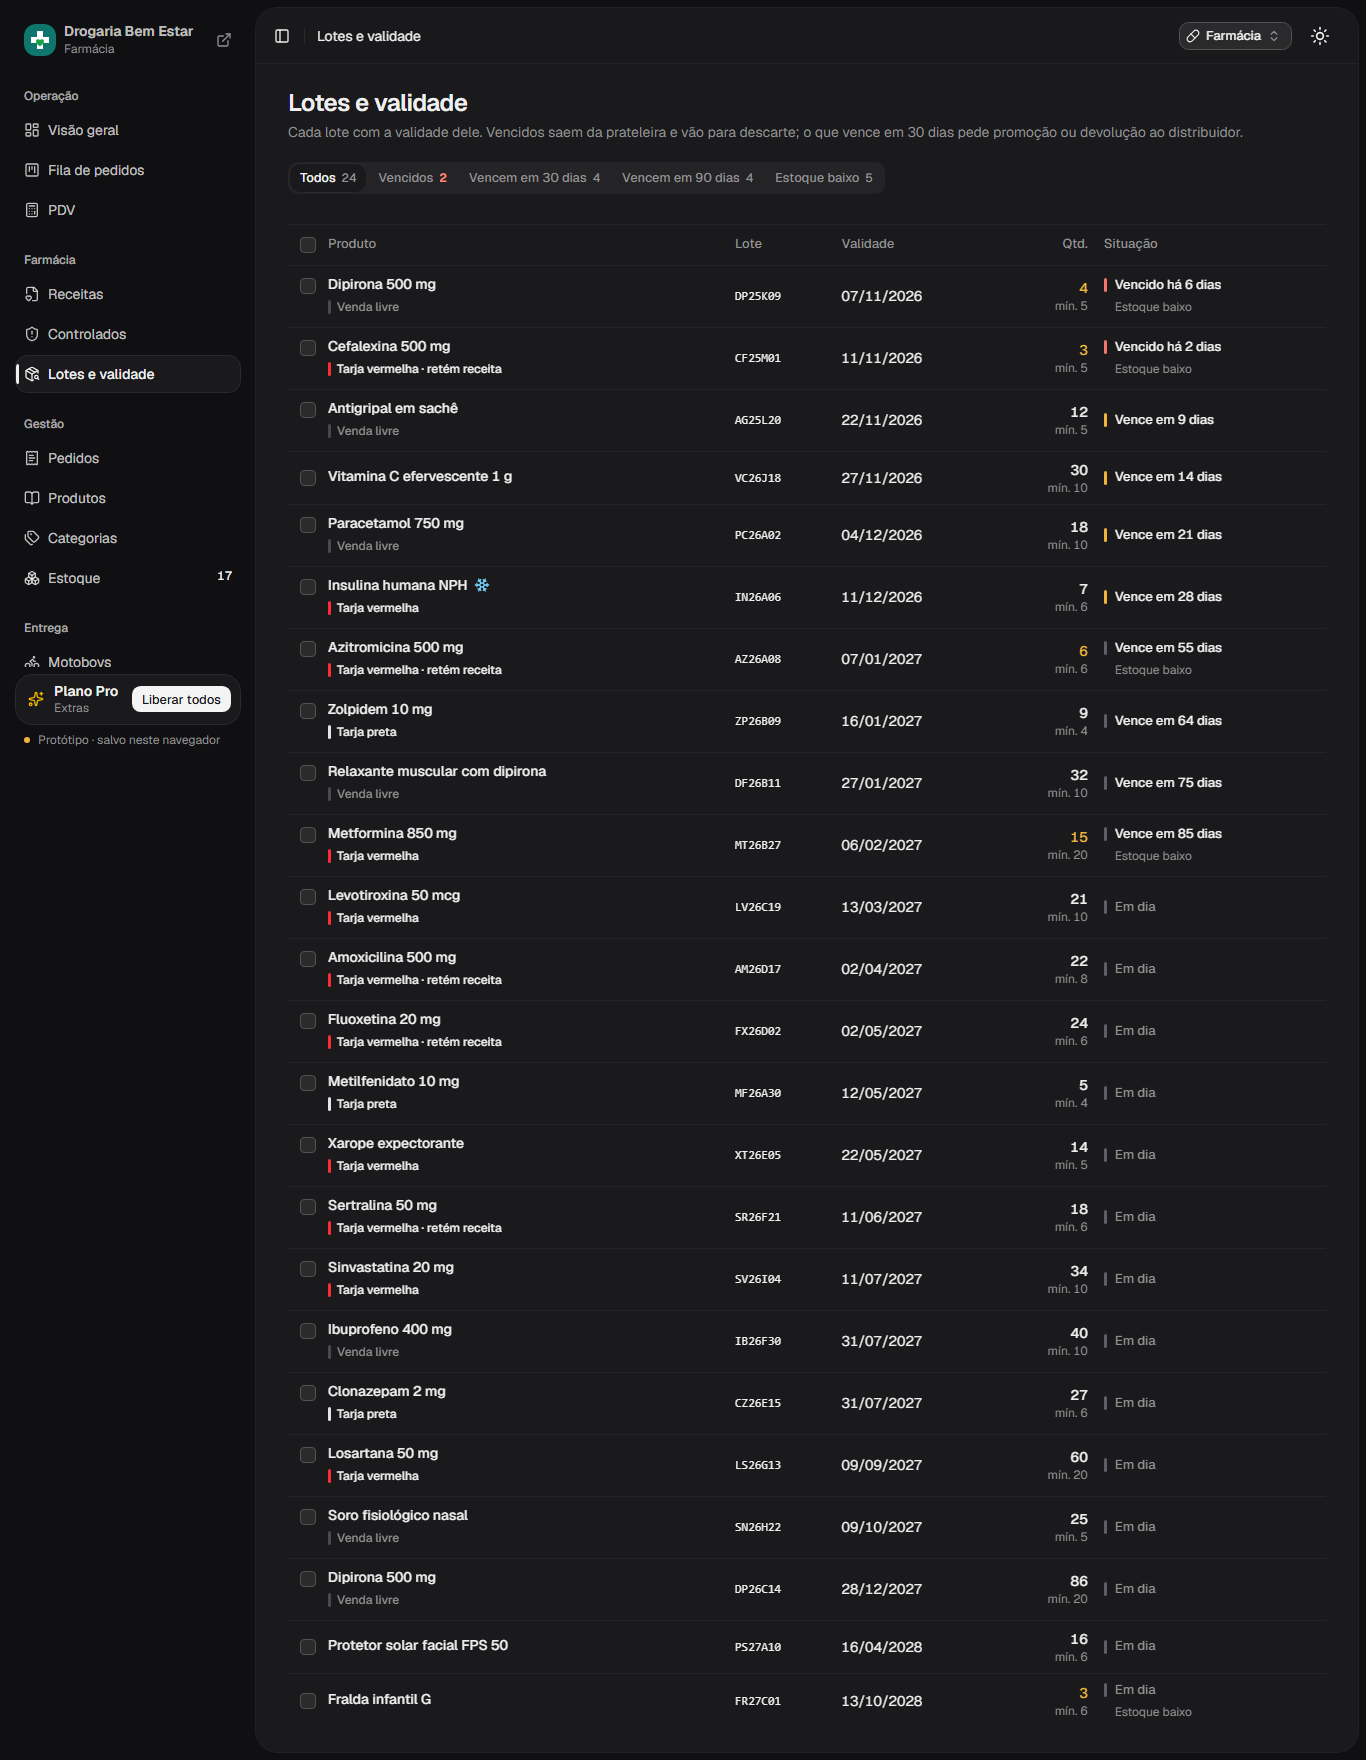 Drogaria Bem Estar
Farmácia
Operação
Visão geral
Fila de pedidos
PDV
Farmácia
Receitas
Controlados
Lotes e validade
Gestão
Pedidos
Produtos
Categorias
Estoque 17
Entrega
Motoboys
Plano Pro
Extras
Liberar todos
Protótipo · salvo neste navegador
Lotes e validade
Farmácia
Lotes e validade
Cada lote com a validade dele. Vencidos saem da prateleira e vão para descarte; o que vence em 30 dias pede promoção ou devolução ao distribuidor.
Todos 24 Vencidos 2 Vencem em 30 dias 4 Vencem em 90 dias 4 Estoque baixo 5
Produto Lote Validade Qtd. Situação
Dipirona 500 mg
Venda livre
DP25K09 07/11/2026
4
mín. 5
Vencido há 6 dias
Estoque baixo
Cefalexina 500 mg
Tarja vermelha · retém receita
CF25M01 11/11/2026
3
mín. 5
Vencido há 2 dias
Estoque baixo
Antigripal em sachê
Venda livre
AG25L20 22/11/2026
12
mín. 5
Vence em 9 dias
Vitamina C efervescente 1 g
VC26J18 27/11/2026
30
mín. 10
Vence em 14 dias
Paracetamol 750 mg
Venda livre
PC26A02 04/12/2026
18
mín. 10
Vence em 21 dias
Insulina humana NPH
Tarja vermelha
IN26A06 11/12/2026
7
mín. 6
Vence em 28 dias
Azitromicina 500 mg
Tarja vermelha · retém receita
AZ26A08 07/01/2027
6
mín. 6
Vence em 55 dias
Estoque baixo
Zolpidem 10 mg
Tarja preta
ZP26B09 16/01/2027
9
mín. 4
Vence em 64 dias
Relaxante muscular com dipirona
Venda livre
DF26B11 27/01/2027
32
mín. 10
Vence em 75 dias
Metformina 850 mg
Tarja vermelha
MT26B27 06/02/2027
15
mín. 20
Vence em 85 dias
Estoque baixo
Levotiroxina 50 mcg
Tarja vermelha
LV26C19 13/03/2027
21
mín. 10
Em dia
Amoxicilina 500 mg
Tarja vermelha · retém receita
AM26D17 02/04/2027
22
mín. 8
Em dia
Fluoxetina 20 mg
Tarja vermelha · retém receita
FX26D02 02/05/2027
24
mín. 6
Em dia
Metilfenidato 10 mg
Tarja preta
MF26A30 12/05/2027
5
mín. 4
Em dia
Xarope expectorante
Tarja vermelha
XT26E05 22/05/2027
14
mín. 5
Em dia
Sertralina 50 mg
Tarja vermelha · retém receita
SR26F21 11/06/2027
18
mín. 6
Em dia
Sinvastatina 20 mg
Tarja vermelha
SV26I04 11/07/2027
34
mín. 10
Em dia
Ibuprofeno 400 mg
Venda livre
IB26F30 31/07/2027
40
mín. 10
Em dia
Clonazepam 2 mg
Tarja preta
CZ26E15 31/07/2027
27
mín. 6
Em dia
Losartana 50 mg
Tarja vermelha
LS26G13 09/09/2027
60
mín. 20
Em dia
Soro fisiológico nasal
Venda livre
SN26H22 09/10/2027
25
mín. 5
Em dia
Dipirona 500 mg
Venda livre
DP26C14 28/12/2027
86
mín. 20
Em dia
Protetor solar facial FPS 50
PS27A10 16/04/2028
16
mín. 6
Em dia
Fralda infantil G
FR27C01 13/10/2028
3
mín. 6
Em dia
Estoque baixo